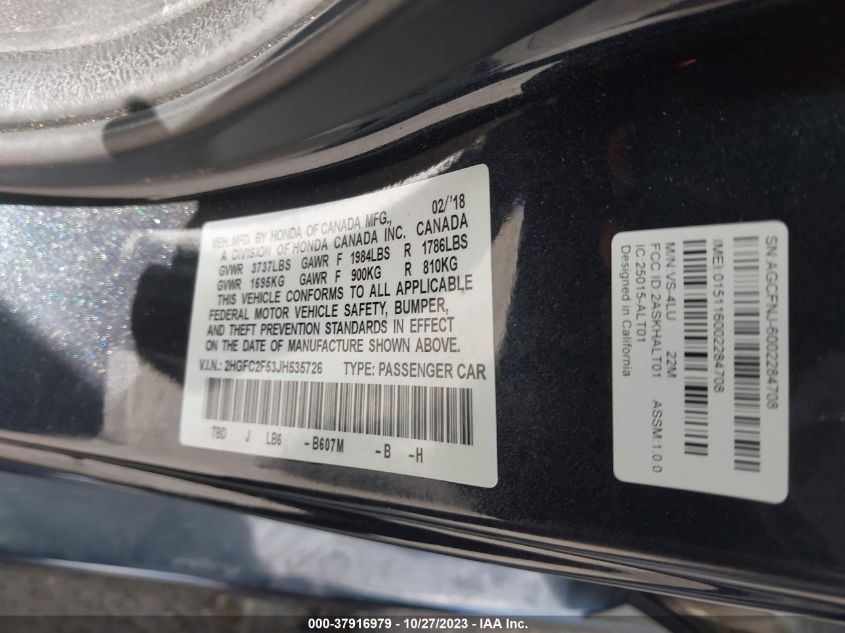 VEH.MFD. BY HONDA OF CANADA MFG., 02/'18
A DIVISION OF HONDA CANADA INC. CANADA
GVWR 3737LBS GAWR F 1984LBS R 1786LBS
GVWR 1695KG GAWR F 900KG R 810KG
THIS VEHICLE CONFORMS TO ALL APPLICABLE
FEDERAL MOTOR VEHICLE SAFETY, BUMPER,
AND THEFT PREVENTION STANDARDS IN EFFECT
ON THE DATE OF MANUFACTURE SHOWN ABOVE.
V.I.N.: 2HGFC2F53JH535726 TYPE: PASSENGER CAR
TBD J LB6 -B607M -B -H
SN:AGCFNJ-6002284708
IMEI:015116002284708
M/N:VS-4LU 22M
FCC ID:2ASKHALT01 ASSM:1.0.0
IC:25015-ALT01
Designed in California
000-37916979 - 10/27/2023 - IAA Inc.